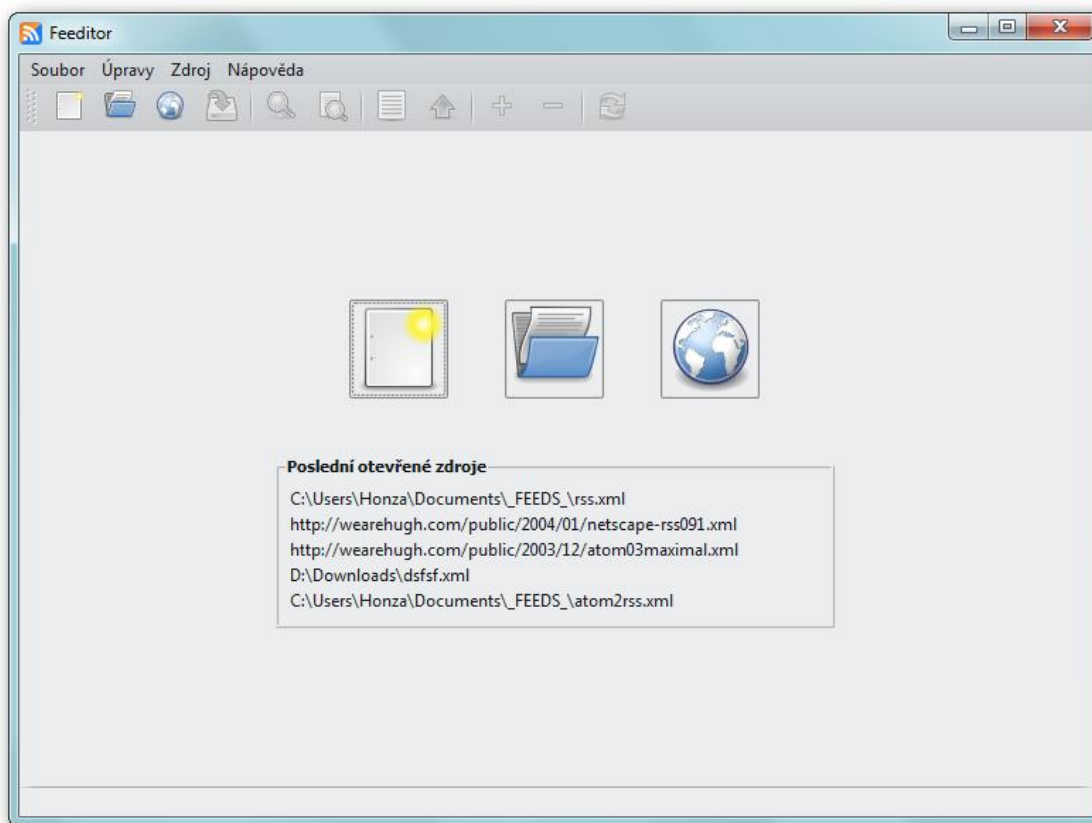 Feeditor
Soubor Úpravy Zdroj Nápověda
Poslední otevřené zdroje
C:\Users\Honza\Documents\_FEEDS_\rss.xml
http://wearehugh.com/public/2004/01/netscape-rss091.xml
http://wearehugh.com/public/2003/12/atom03maximal.xml
D:\Downloads\dsfsf.xml
C:\Users\Honza\Documents\_FEEDS_\atom2rss.xml